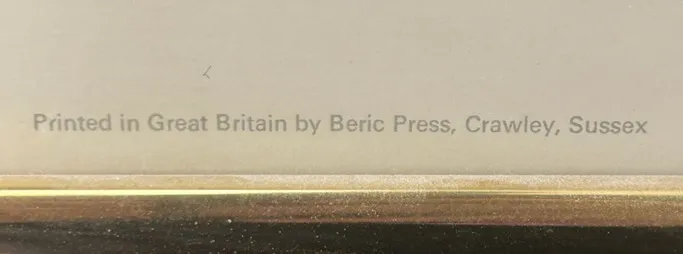 Printed in Great Britain by Beric Press, Crawley, Sussex